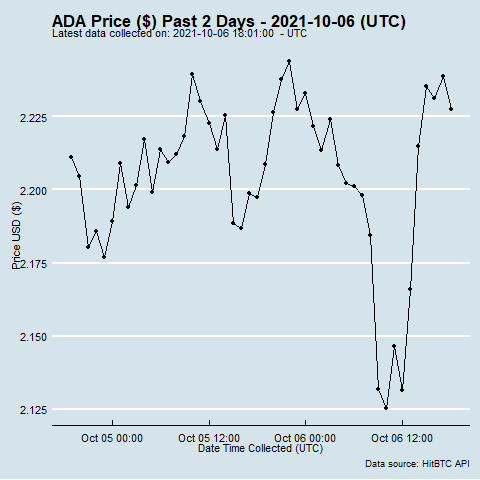 ADA Price ($) Past 2 Days - 2021-10-06 (UTC)
Latest data collected on: 2021-10-06 18:01:00 - UTC
Price USD ($)
2.225
2.200
2.175
2.150
2.125
Oct 05 00:00
Oct 05 12:00
Oct 06 00:00
Oct 06 12:00
Date Time Collected (UTC)
Data source: HitBTC API